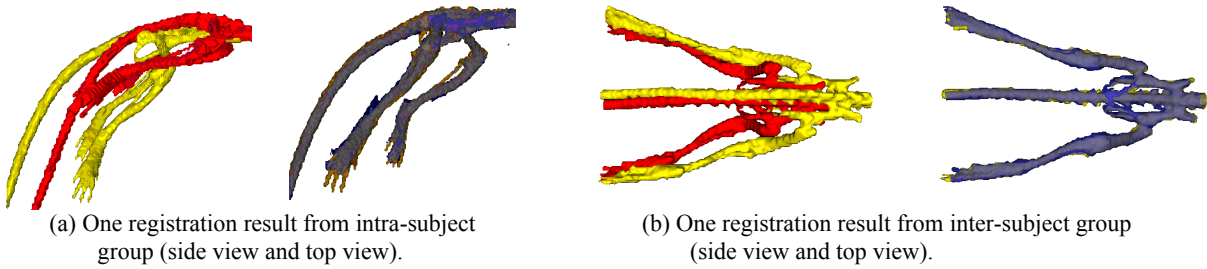 (a) One registration result from intra-subject
group (side view and top view).
(b) One registration result from inter-subject group
(side view and top view).